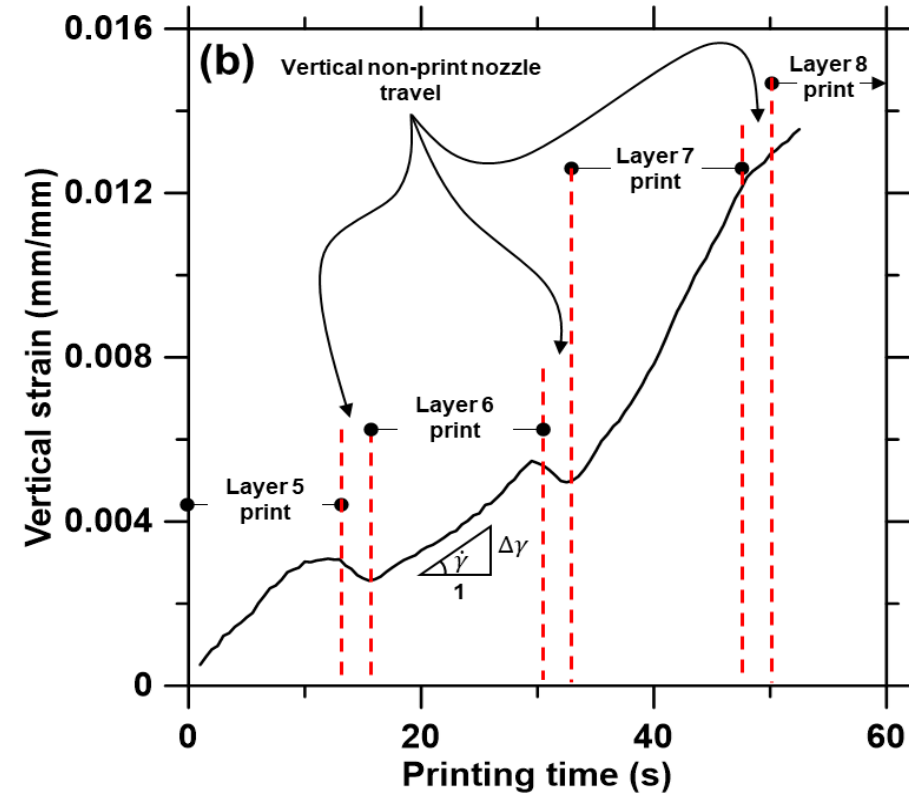 (b)
Vertical non-print nozzle
travel
Layer 8
print
Layer 7
print
Layer 6
print
Layer 5
print
Δγ
γ̇
1
Vertical strain (mm/mm)
0.016
0.012
0.008
0.004
0
0
20
40
60
Printing time (s)